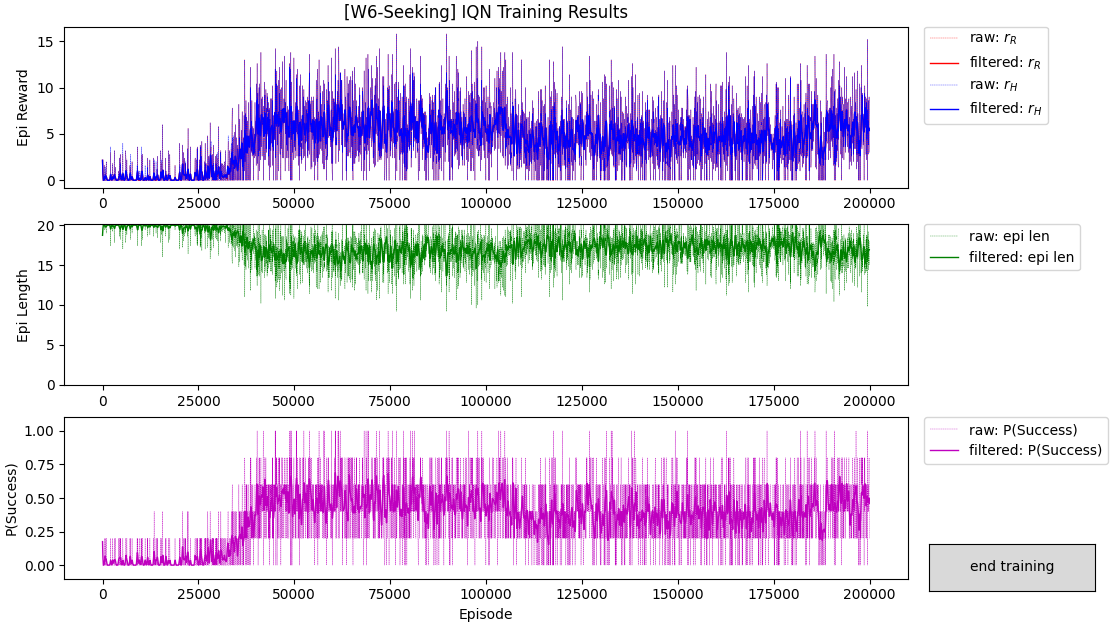 [W6-Seeking] IQN Training Results
Epi Reward
15
10
5
0
0 25000 50000 75000 100000 125000 150000 175000 200000
raw: r_R
filtered: r_R
raw: r_H
filtered: r_H
Epi Length
20
15
10
5
0
0 25000 50000 75000 100000 125000 150000 175000 200000
raw: epi len
filtered: epi len
P(Success)
1.00
0.75
0.50
0.25
0.00
0 25000 50000 75000 100000 125000 150000 175000 200000
Episode
raw: P(Success)
filtered: P(Success)
end training